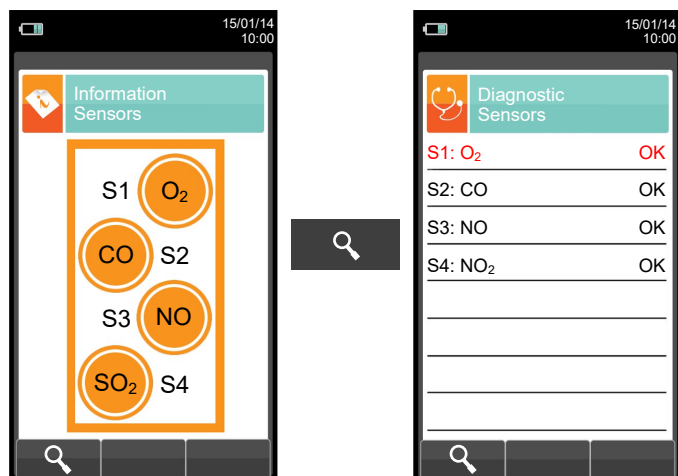 15/01/14
10:00
Information
Sensors
S1 O₂
CO S2
S3 NO
SO₂ S4
15/01/14
10:00
Diagnostic
Sensors
S1: O₂ OK
S2: CO OK
S3: NO OK
S4: NO₂ OK